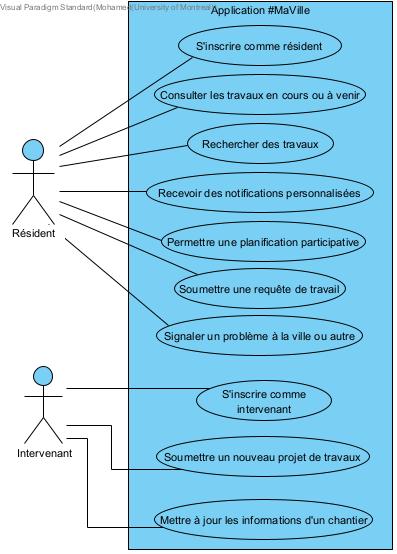 Visual Paradigm Standard(Mohamed(University of Montreal))
Application #MaVille
S'inscrire comme résident
Consulter les travaux en cours ou à venir
Rechercher des travaux
Recevoir des notifications personnalisées
Résident
Permettre une planification participative
Soumettre une requête de travail
Signaler un problème à la ville ou autre
S'inscrire comme
intervenant
Intervenant
Soumettre un nouveau projet de travaux
Mettre à jour les informations d'un chantier